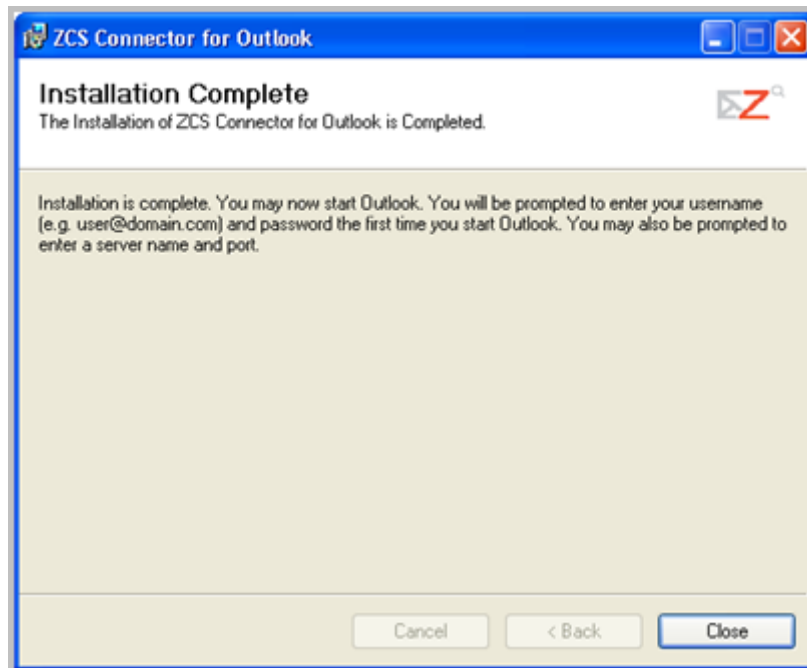 ZCS Connector for Outlook
Installation Complete
The Installation of ZCS Connector for Outlook is Completed.
Z
Installation is complete. You may now start Outlook. You will be prompted to enter your username
(e.g. user@domain.com) and password the first time you start Outlook. You may also be prompted to
enter a server name and port.
Cancel
< Back
Close